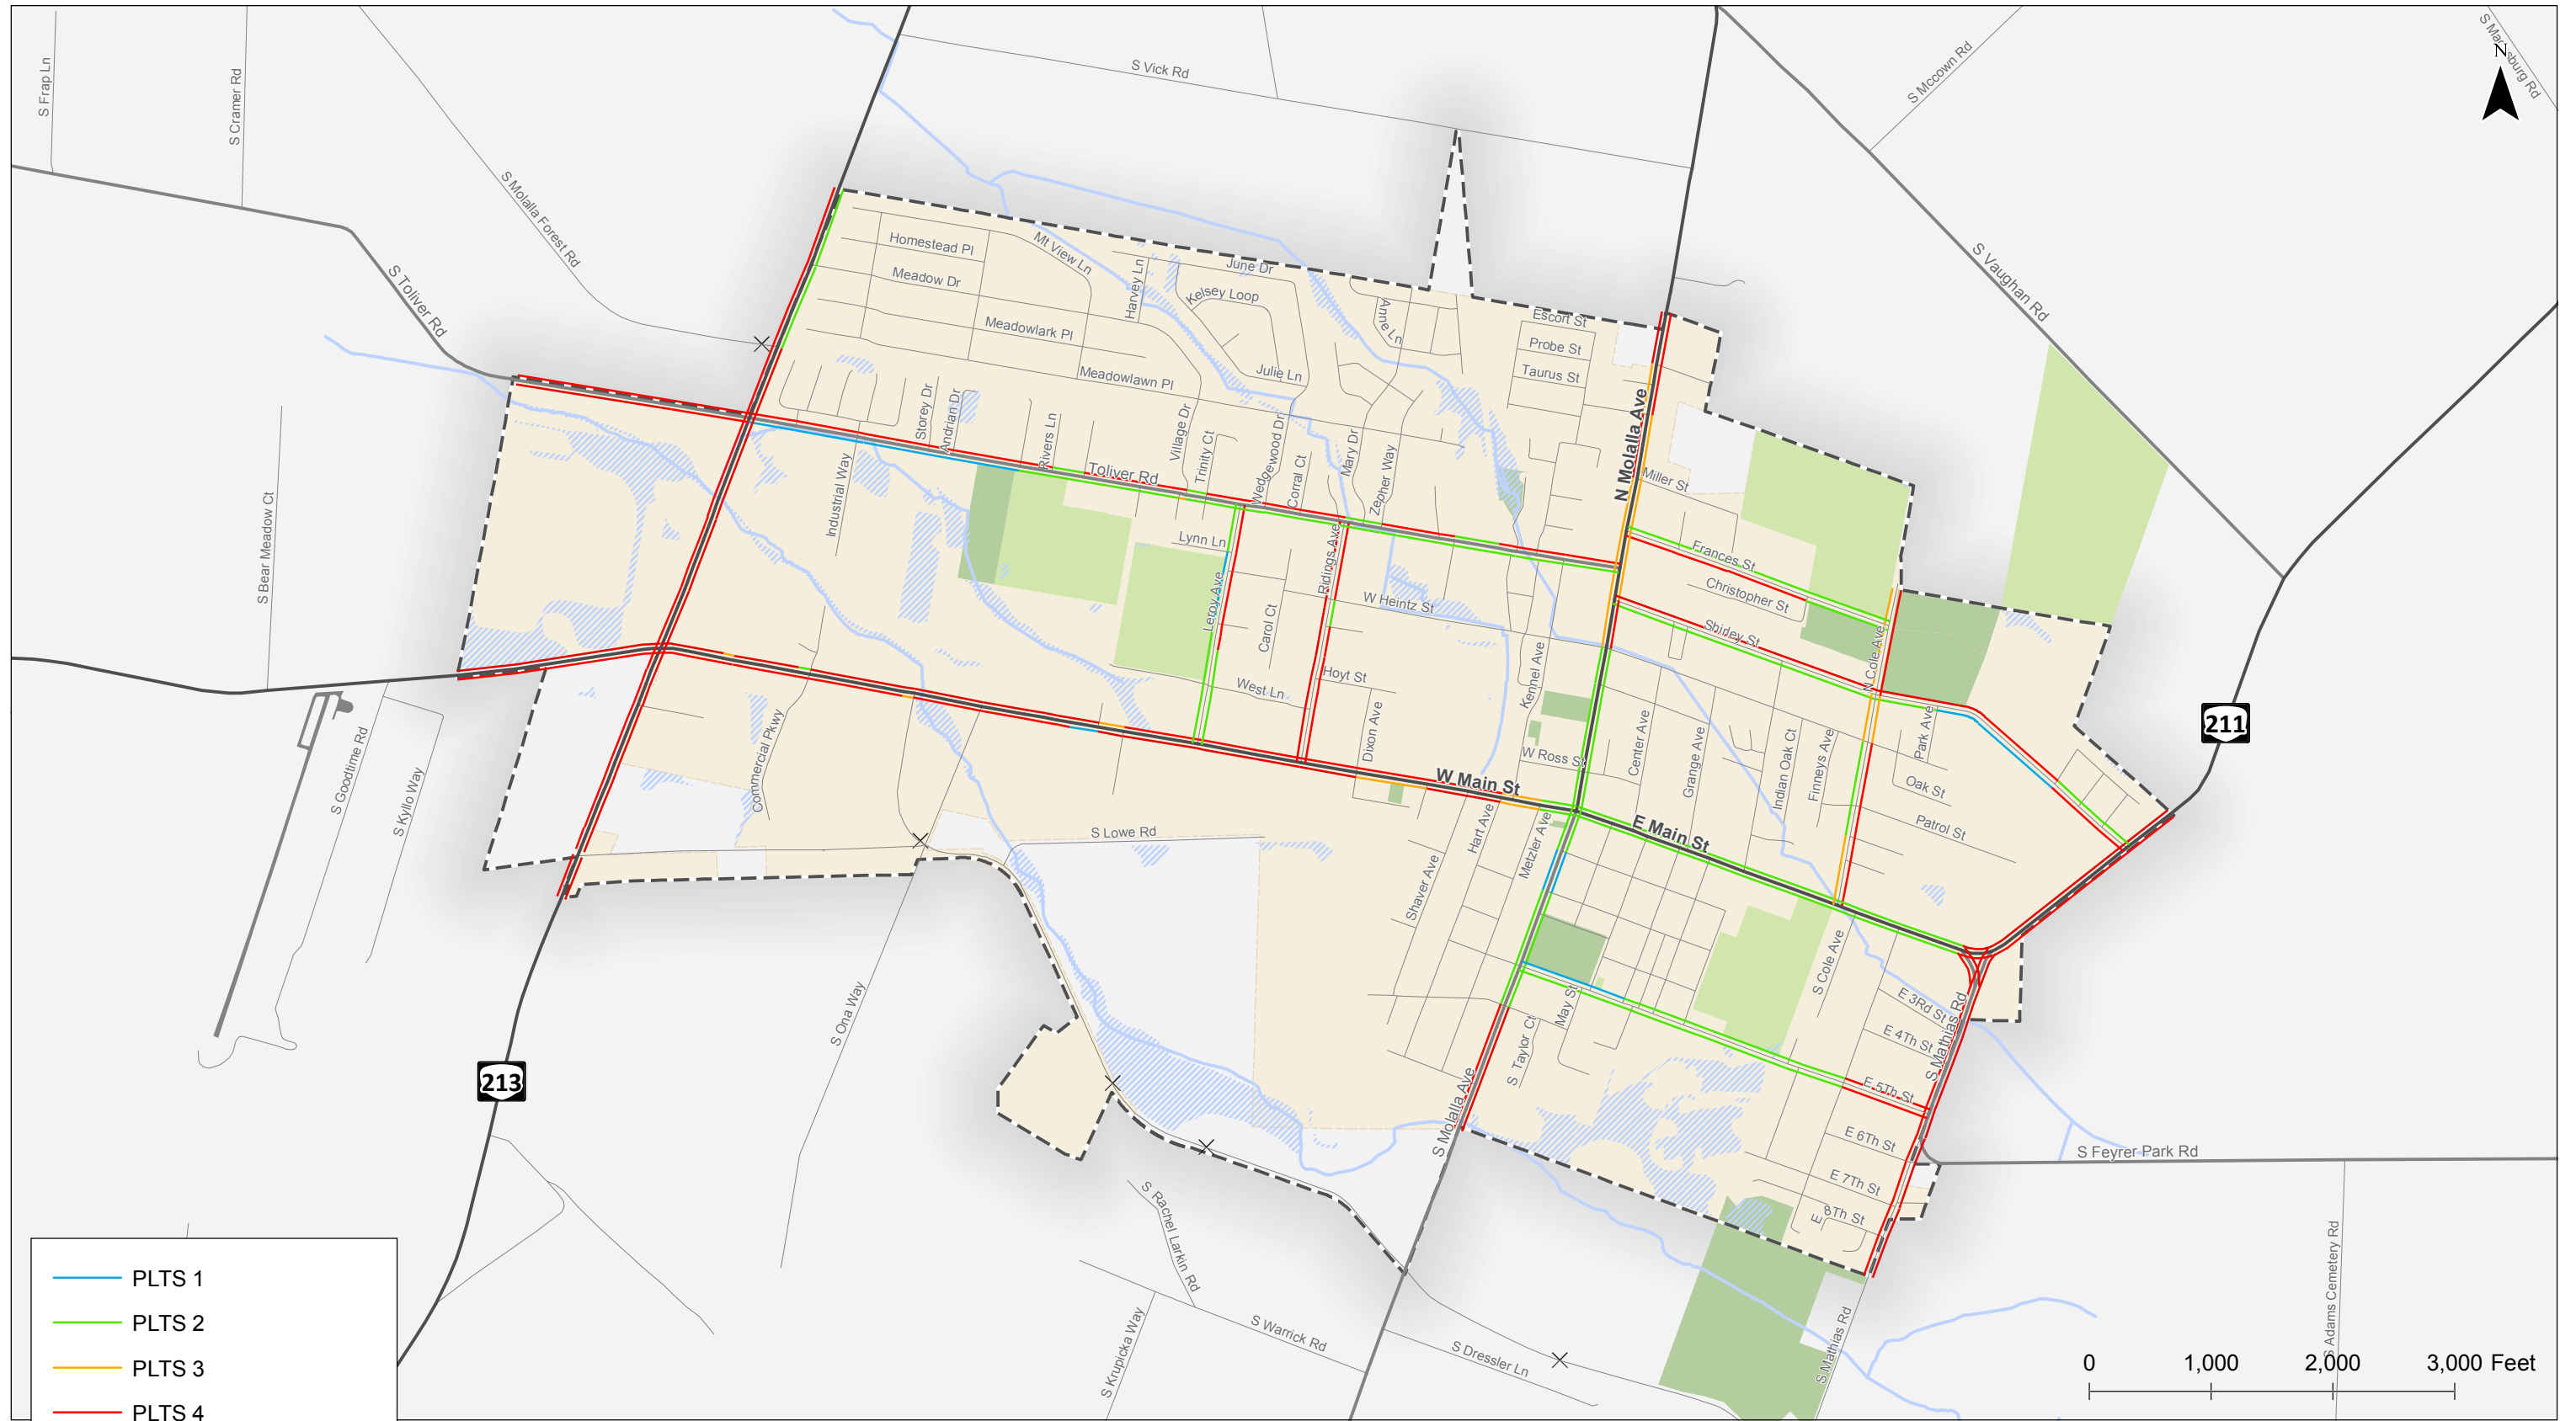 S Frap Ln
S Cramer Rd
S Molalla Forest Rd
S Toliver Rd
S Vick Rd
S Mccown Rd
N
S Vaughan Rd
Homestead Pl
Mt View Ln
Meadow Dr
Harvey Ln
June Dr
Kelsey Loop
Annie Ln
Escort St
Probe St
Taurus St
Meadowlark Pl
Meadowlawn Pl
Julie Ln
Storey Dr
Andrian Dr
Rivers Ln
Village Dr
Trinity Ct
Wedgewood Dr
Corral Ct
Mary Dr
Zepher Way
N Molalla Ave
Miller St
Toliver Rd
Industrial Way
S Bear Meadow Ct
Lynn Ln
Leroy Ave
Ridings Ave
Carol Ct
W Heintz St
Frances St
Christopher St
Shirley St
N Cole Ave
Kennel Ave
Hoyt St
West Ln
Dixon Ave
W Ross St
Center Ave
Grange Ave
Indian Oak Ct
Finneys Ave
Park Ave
Oak St
Patrol St
211
S Goodtime Rd
S Kyllo Way
Commercial Pkwy
W Main St
E Main St
S Lowe Rd
Hart Ave
Metzler Ave
Shaver Ave
S Cole Ave
S Ona Way
May St
S Taylor Ct
S Molalla Ave
E 3Rd St
E 4Th St
S Mathias Rd
E 5Th St
E 6Th St
E 7Th St
E 8Th St
S Feyrer Park Rd
213
S Rachel Larkin Rd
S Krupicka Way
S Warrick Rd
S Dressler Ln
S Mathias Rd
S Adams Cemetery Rd
PLTS 1
PLTS 2
PLTS 3
PLTS 4
0 1,000 2,000 3,000 Feet